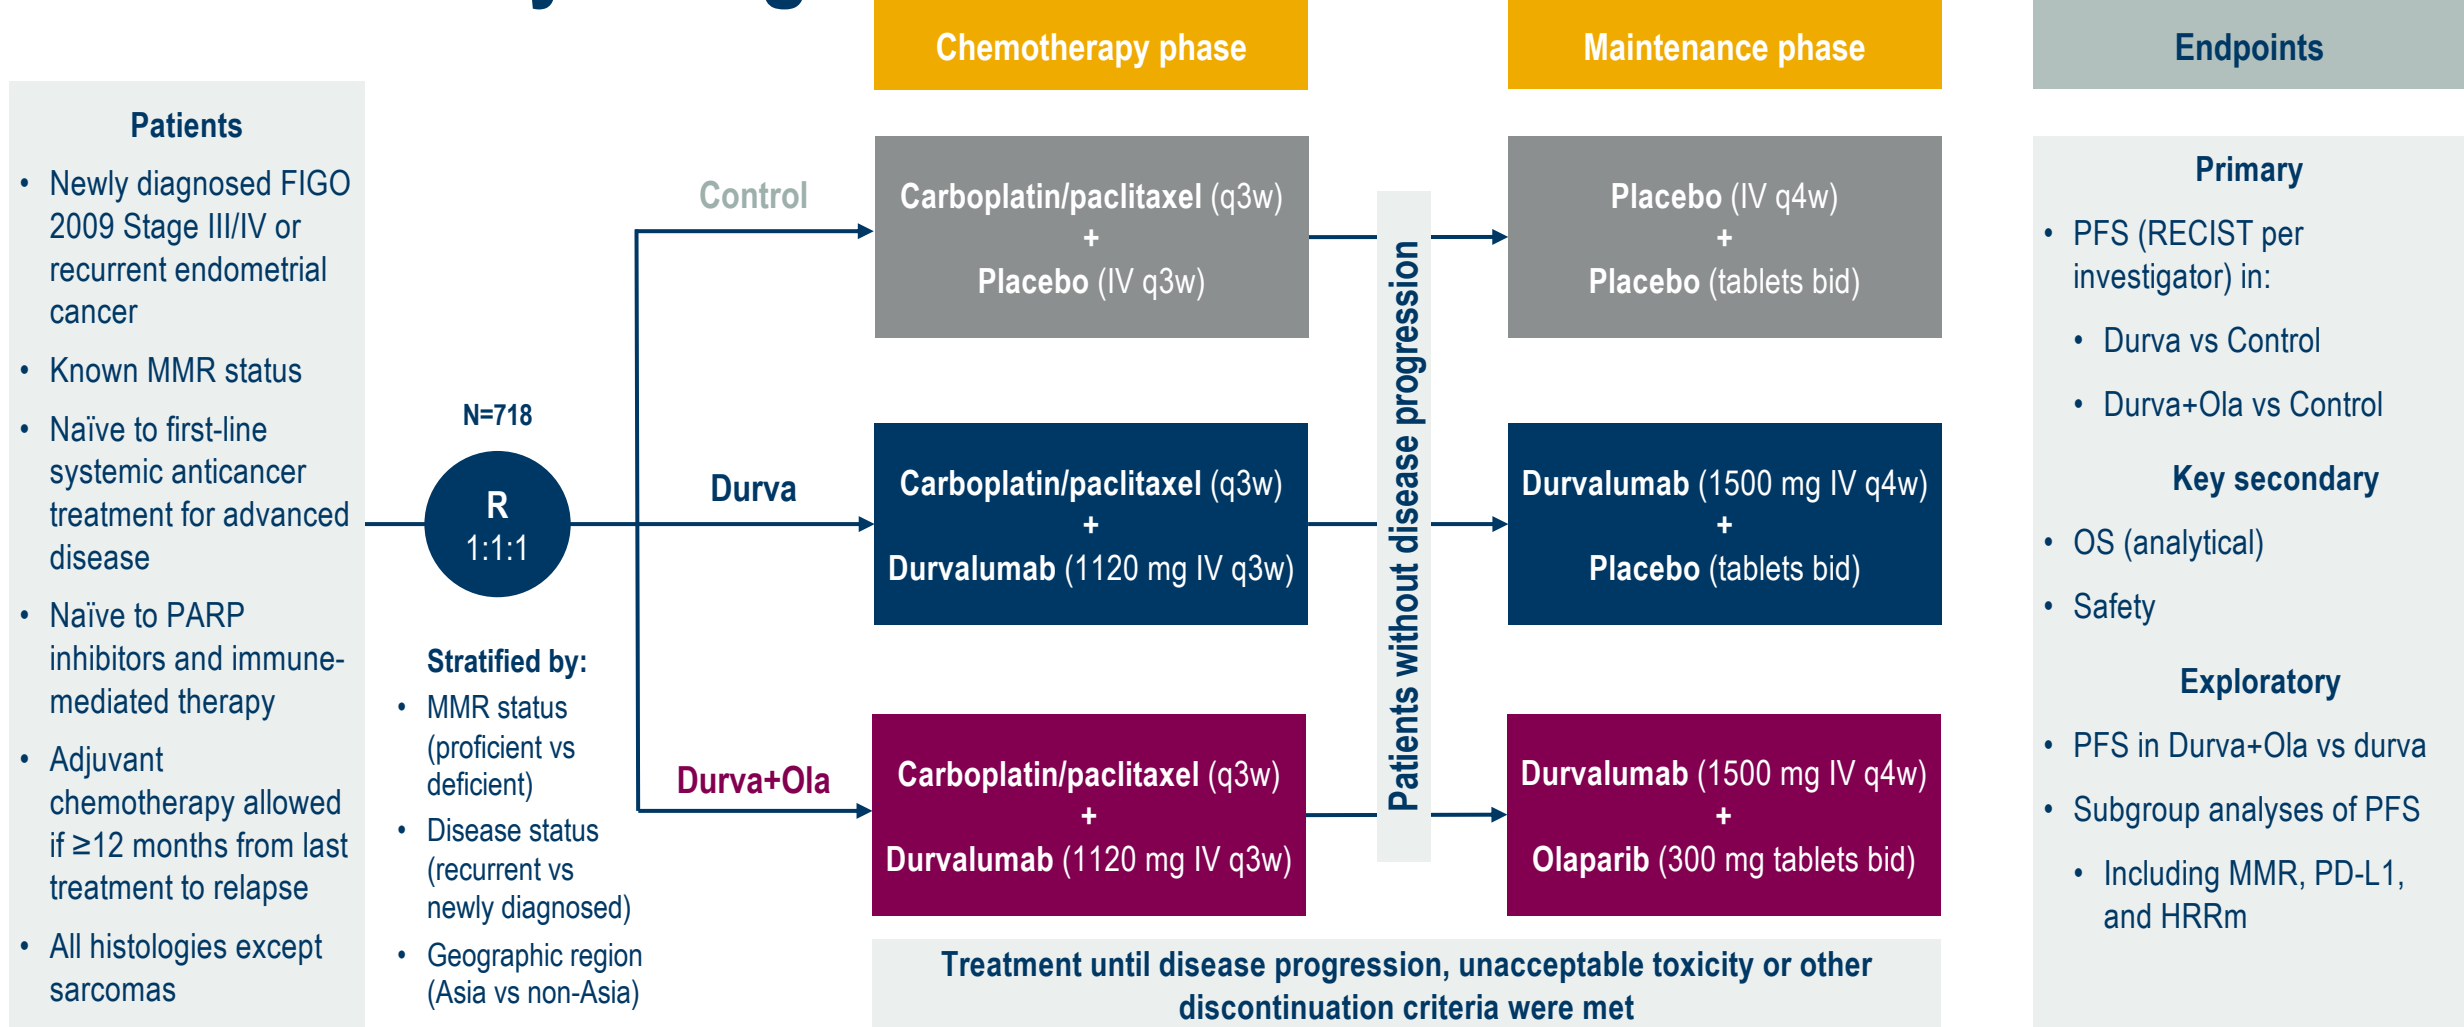 Patients
• Newly diagnosed FIGO
2009 Stage III/IV or
recurrent endometrial
cancer
• Known MMR status
• Naïve to first-line
systemic anticancer
treatment for advanced
disease
• Naïve to PARP
inhibitors and immune-
mediated therapy
• Adjuvant
chemotherapy allowed
if ≥12 months from last
treatment to relapse
• All histologies except
sarcomas
N=718
R
1:1:1
Stratified by:
• MMR status
(proficient vs
deficient)
• Disease status
(recurrent vs
newly diagnosed)
• Geographic region
(Asia vs non-Asia)
Control
Durva
Durva+Ola
Chemotherapy phase
Carboplatin/paclitaxel (q3w)
+
Placebo (IV q3w)
Carboplatin/paclitaxel (q3w)
+
Durvalumab (1120 mg IV q3w)
Carboplatin/paclitaxel (q3w)
+
Durvalumab (1120 mg IV q3w)
Patients without disease progression
Maintenance phase
Placebo (IV q4w)
+
Placebo (tablets bid)
Durvalumab (1500 mg IV q4w)
+
Placebo (tablets bid)
Durvalumab (1500 mg IV q4w)
+
Olaparib (300 mg tablets bid)
Treatment until disease progression, unacceptable toxicity or other
discontinuation criteria were met
Endpoints
Primary
• PFS (RECIST per
investigator) in:
• Durva vs Control
• Durva+Ola vs Control
Key secondary
• OS (analytical)
• Safety
Exploratory
• PFS in Durva+Ola vs durva
• Subgroup analyses of PFS
• Including MMR, PD-L1,
and HRRm